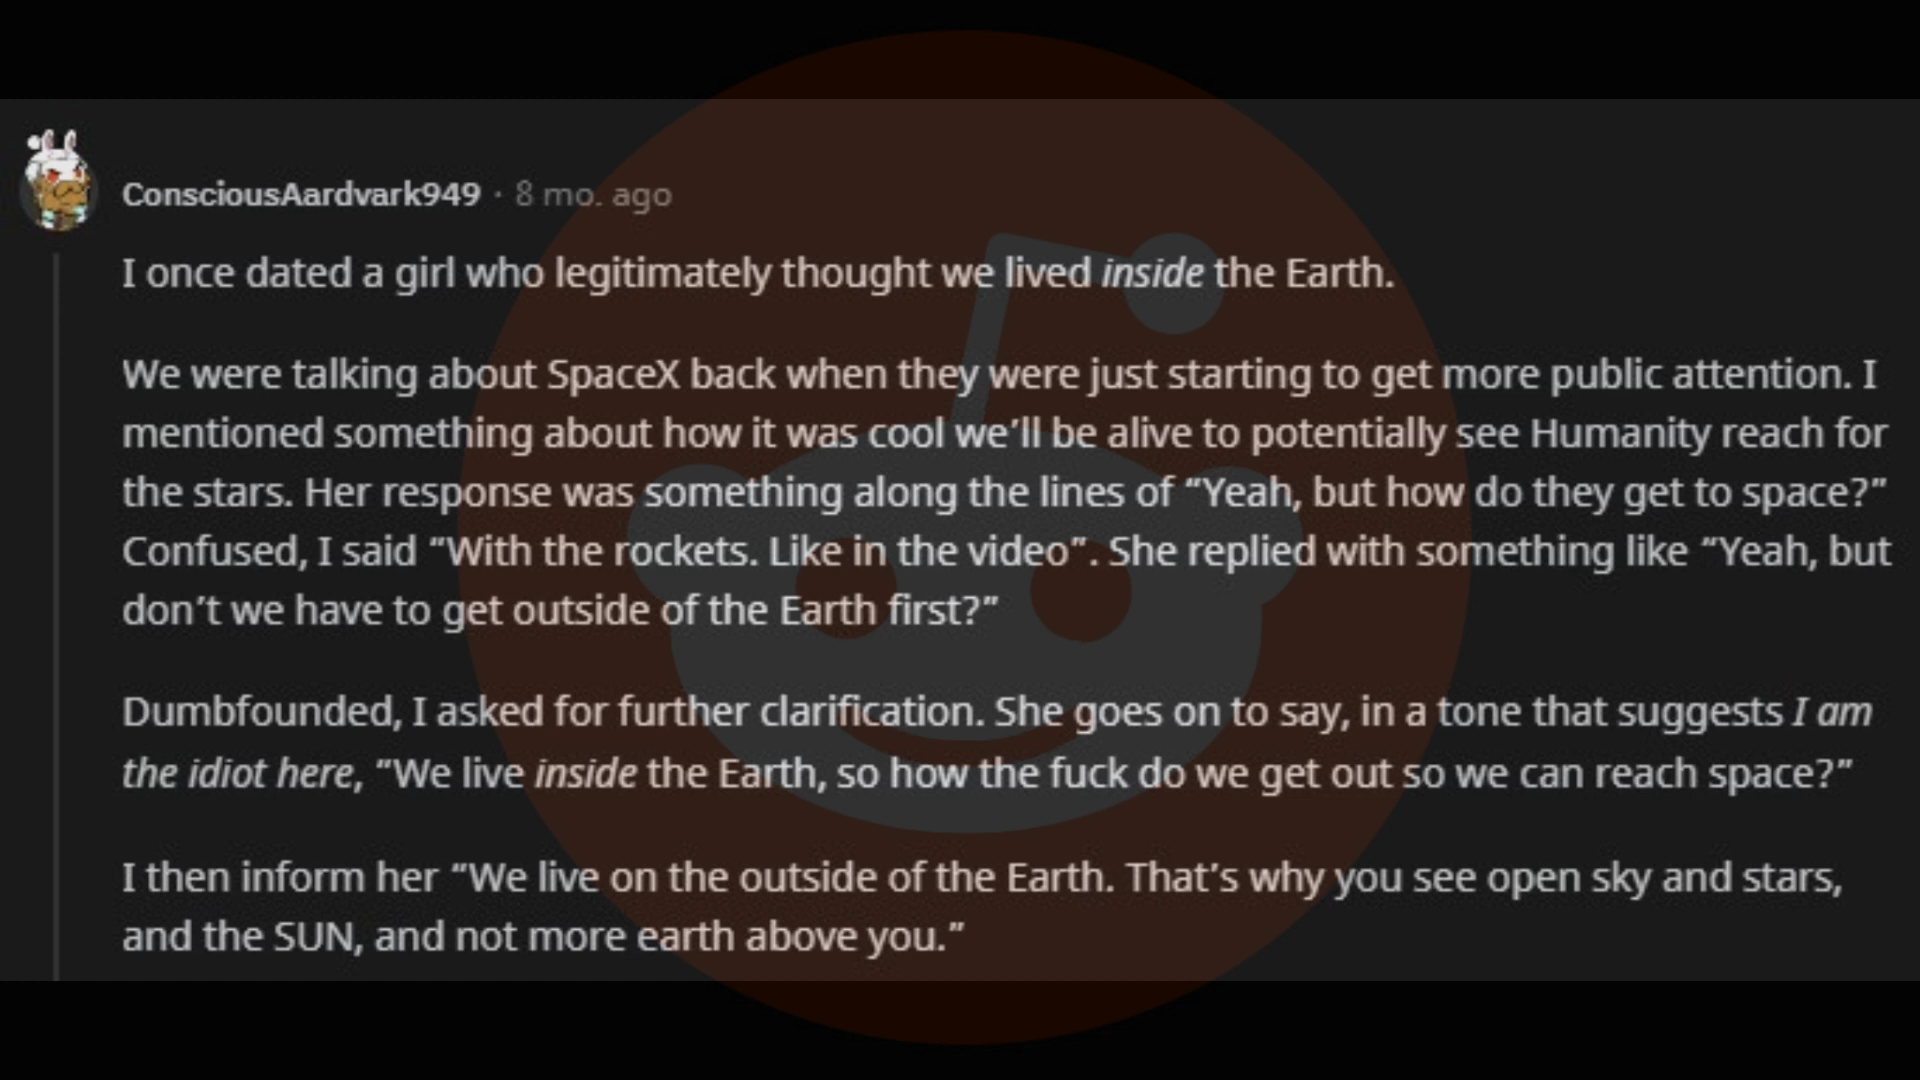 ConsciousAardvark949 · 8 mo. ago
I once dated a girl who legitimately thought we lived inside the Earth.
We were talking about SpaceX back when they were just starting to get more public attention. I
mentioned something about how it was cool we’ll be alive to potentially see Humanity reach for
the stars. Her response was something along the lines of “Yeah, but how do they get to space?”
Confused, I said “With the rockets. Like in the video”. She replied with something like “Yeah, but
don’t we have to get outside of the Earth first?”
Dumbfounded, I asked for further clarification. She goes on to say, in a tone that suggests I am
the idiot here, “We live inside the Earth, so how the fuck do we get out so we can reach space?”
I then inform her “We live on the outside of the Earth. That’s why you see open sky and stars,
and the SUN, and not more earth above you.”